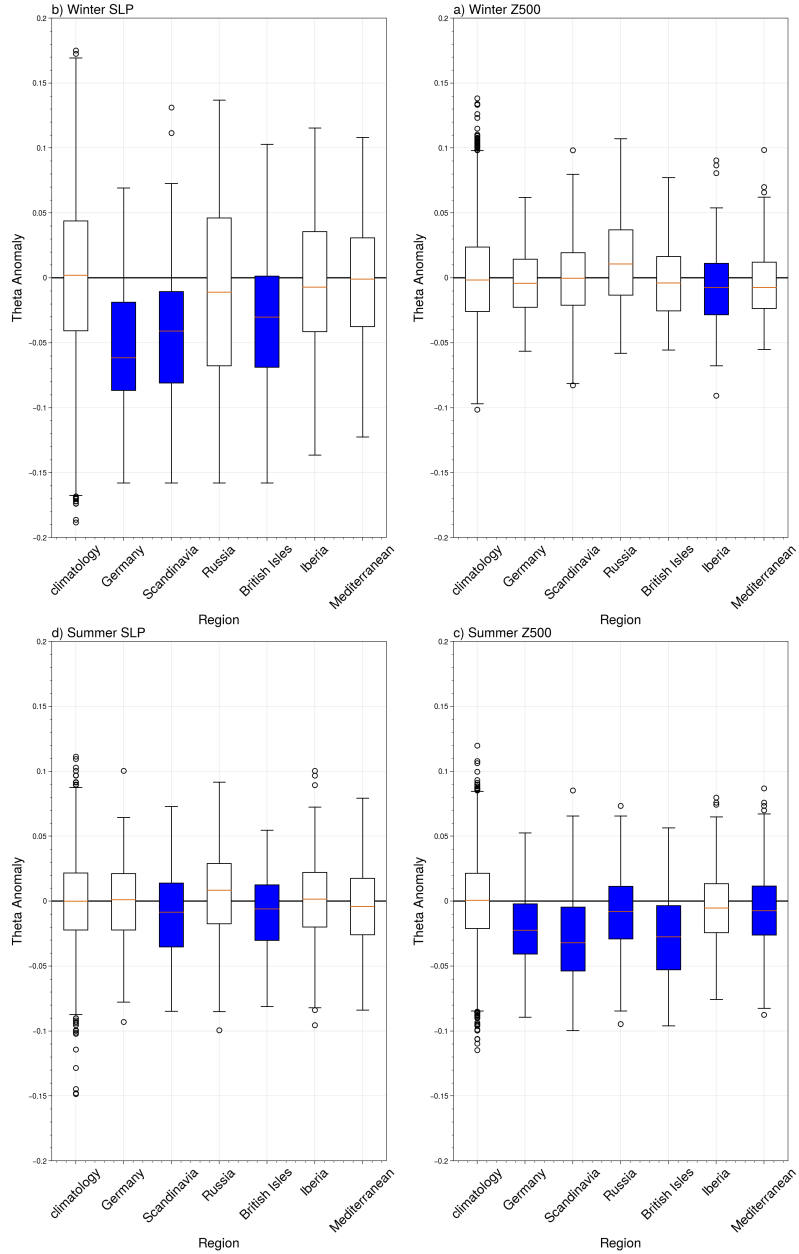 b) Winter SLP
Theta Anomaly
0.2
0.15
0.1
0.05
0
−0.05
−0.1
−0.15
−0.2
climatology
Germany
Scandinavia
Russia
British Isles
Iberia
Mediterranean
Region
a) Winter Z500
Theta Anomaly
0.2
0.15
0.1
0.05
0
−0.05
−0.1
−0.15
−0.2
climatology
Germany
Scandinavia
Russia
British Isles
Iberia
Mediterranean
Region
d) Summer SLP
Theta Anomaly
0.2
0.15
0.1
0.05
0
−0.05
−0.1
−0.15
−0.2
climatology
Germany
Scandinavia
Russia
British Isles
Iberia
Mediterranean
Region
c) Summer Z500
Theta Anomaly
0.2
0.15
0.1
0.05
0
−0.05
−0.1
−0.15
−0.2
climatology
Germany
Scandinavia
Russia
British Isles
Iberia
Mediterranean
Region